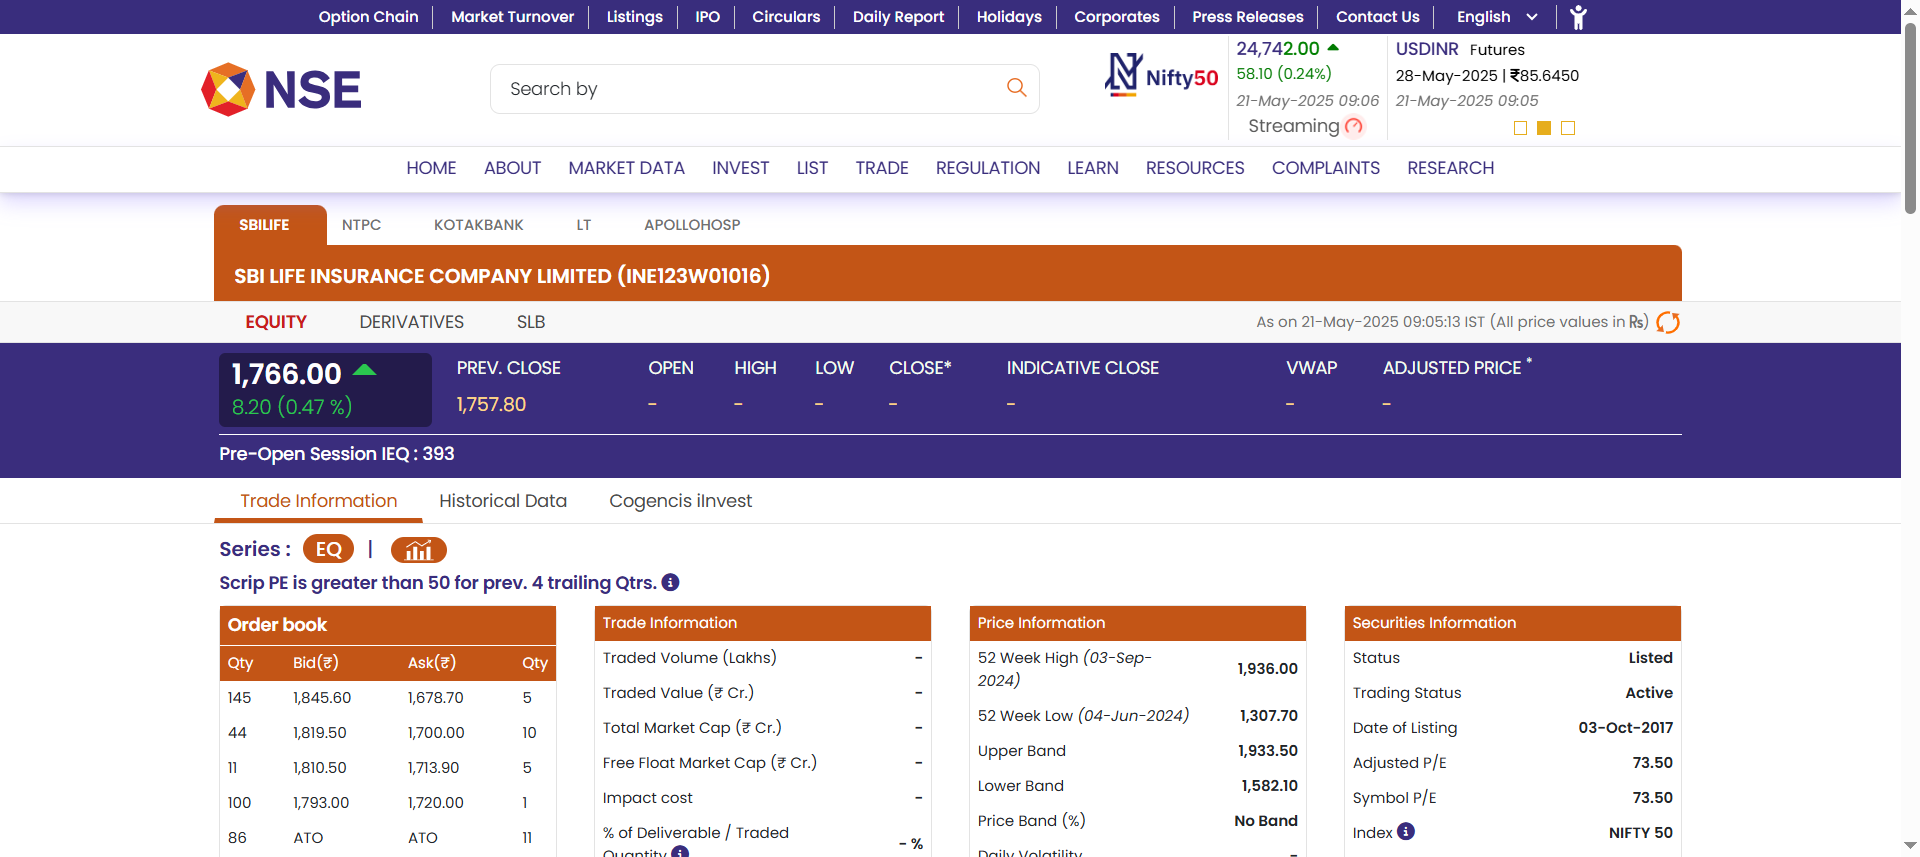 Option Chain Market Turnover Listings IPO Circulars Daily Report Holidays Corporates Press Releases Contact Us English
NSE
Search by
Nifty50
24,742.00
58.10 (0.24%)
21-May-2025 09:06
Streaming
USDINR Futures
28-May-2025 | ₹85.6450
21-May-2025 09:05
HOME ABOUT MARKET DATA INVEST LIST TRADE REGULATION LEARN RESOURCES COMPLAINTS RESEARCH
SBILIFE NTPC KOTAKBANK LT APOLLOHOSP
SBI LIFE INSURANCE COMPANY LIMITED (INE123W01016)
EQUITY DERIVATIVES SLB
As on 21-May-2025 09:05:13 IST (All price values in Rs)
1,766.00
8.20 (0.47 %)
PREV. CLOSE OPEN HIGH LOW CLOSE* INDICATIVE CLOSE VWAP ADJUSTED PRICE *
1,757.80 - - - - - - -
Pre-Open Session IEQ : 393
Trade Information Historical Data Cogencis iInvest
Series : EQ |
Scrip PE is greater than 50 for prev. 4 trailing Qtrs.
Order book
Qty Bid(₹) Ask(₹) Qty
145 1,845.60 1,678.70 5
44 1,819.50 1,700.00 10
11 1,810.50 1,713.90 5
100 1,793.00 1,720.00 1
86 ATO ATO 11
Trade Information
Traded Volume (Lakhs) -
Traded Value (₹ Cr.) -
Total Market Cap (₹ Cr.) -
Free Float Market Cap (₹ Cr.) -
Impact cost -
% of Deliverable / Traded
Quantity - %
Price Information
52 Week High (03-Sep-
2024) 1,936.00
52 Week Low (04-Jun-2024) 1,307.70
Upper Band 1,933.50
Lower Band 1,582.10
Price Band (%) No Band
Daily Volatility -
Securities Information
Status Listed
Trading Status Active
Date of Listing 03-Oct-2017
Adjusted P/E 73.50
Symbol P/E 73.50
Index NIFTY 50